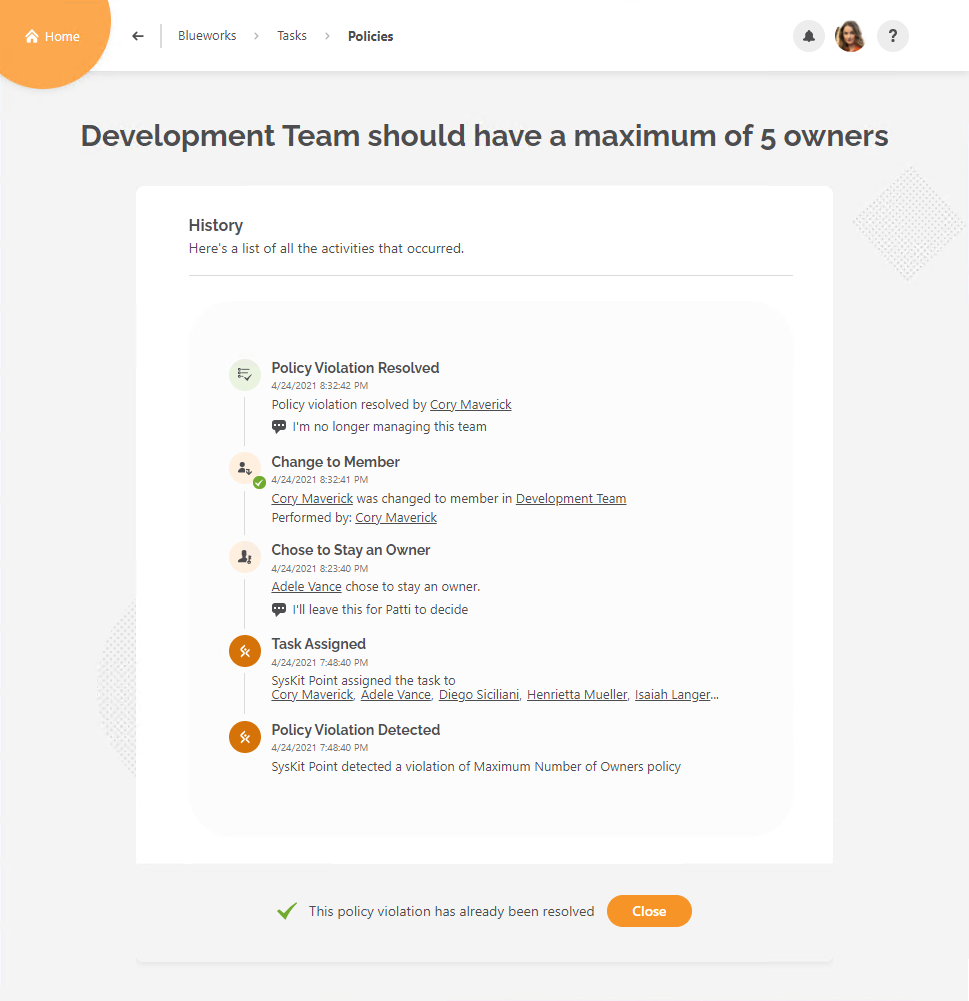 Home
Blueworks > Tasks > Policies
?
Development Team should have a maximum of 5 owners
History
Here's a list of all the activities that occurred.
Policy Violation Resolved
4/24/2021 8:32:42 PM
Policy violation resolved by Cory Maverick
I'm no longer managing this team
Change to Member
4/24/2021 8:32:41 PM
Cory Maverick was changed to member in Development Team
Performed by: Cory Maverick
Chose to Stay an Owner
4/24/2021 8:23:40 PM
Adele Vance chose to stay an owner.
I'll leave this for Patti to decide
Task Assigned
4/24/2021 7:48:40 PM
SysKit Point assigned the task to
Cory Maverick, Adele Vance, Diego Siciliani, Henrietta Mueller, Isaiah Langer...
Policy Violation Detected
4/24/2021 7:48:40 PM
SysKit Point detected a violation of Maximum Number of Owners policy
This policy violation has already been resolved
Close